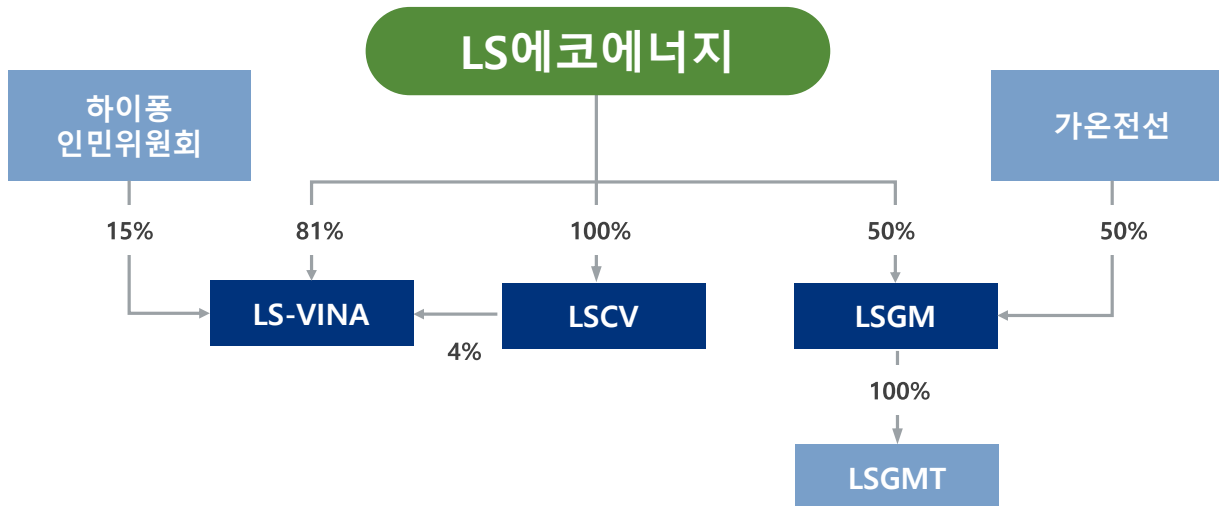 LS에코에너지
하이퐁
인민위원회
가온전선
15%
81%
100%
50%
50%
LS-VINA
LSCV
LSGM
4%
100%
LSGMT